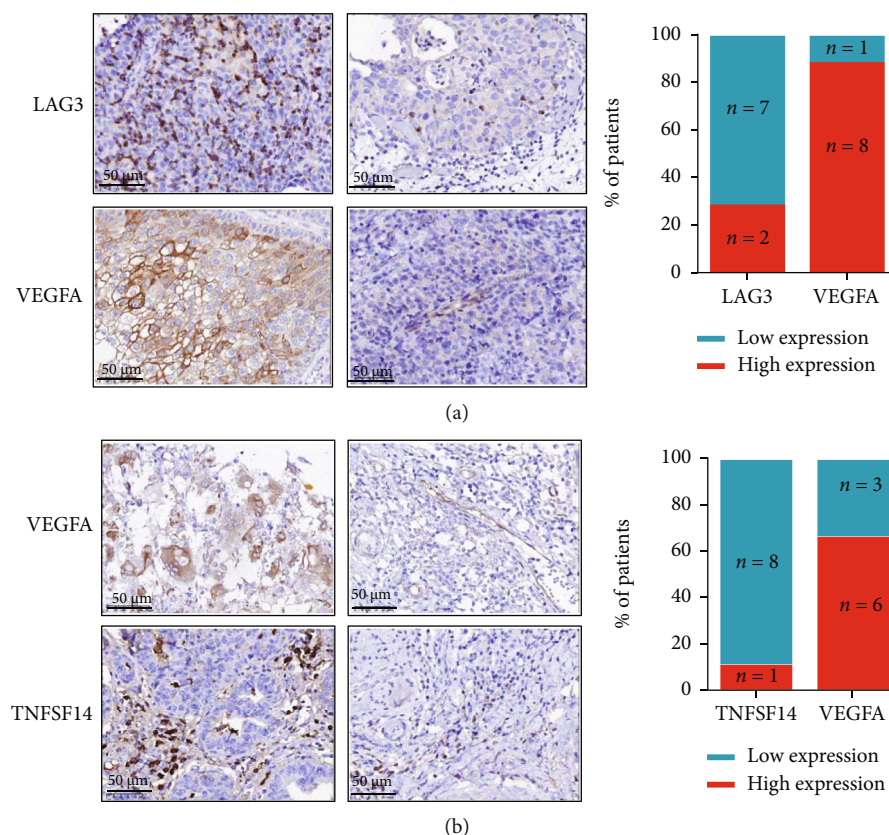 LAG3
50 µm
50 µm
VEGFA
50 µm
50 µm
% of patients
100
80
60
40
20
0
n = 7
n = 2
n = 1
n = 8
LAG3
VEGFA
Low expression
High expression
(a)
VEGFA
50 µm
50 µm
TNFSF14
50 µm
50 µm
% of patients
100
80
60
40
20
0
n = 8
n = 1
n = 3
n = 6
TNFSF14
VEGFA
Low expression
High expression
(b)